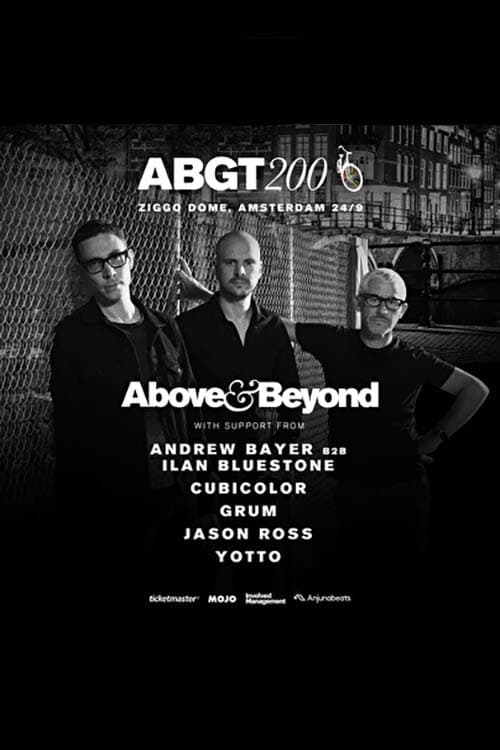 ABGT200
ZIGGO DOME, AMSTERDAM 24/9
Above&Beyond
WITH SUPPORT FROM
ANDREW BAYER B2B
ILAN BLUESTONE
CUBICOLOR
GRUM
JASON ROSS
YOTTO
ticketmaster MOJO Involved Management Anjunabeats